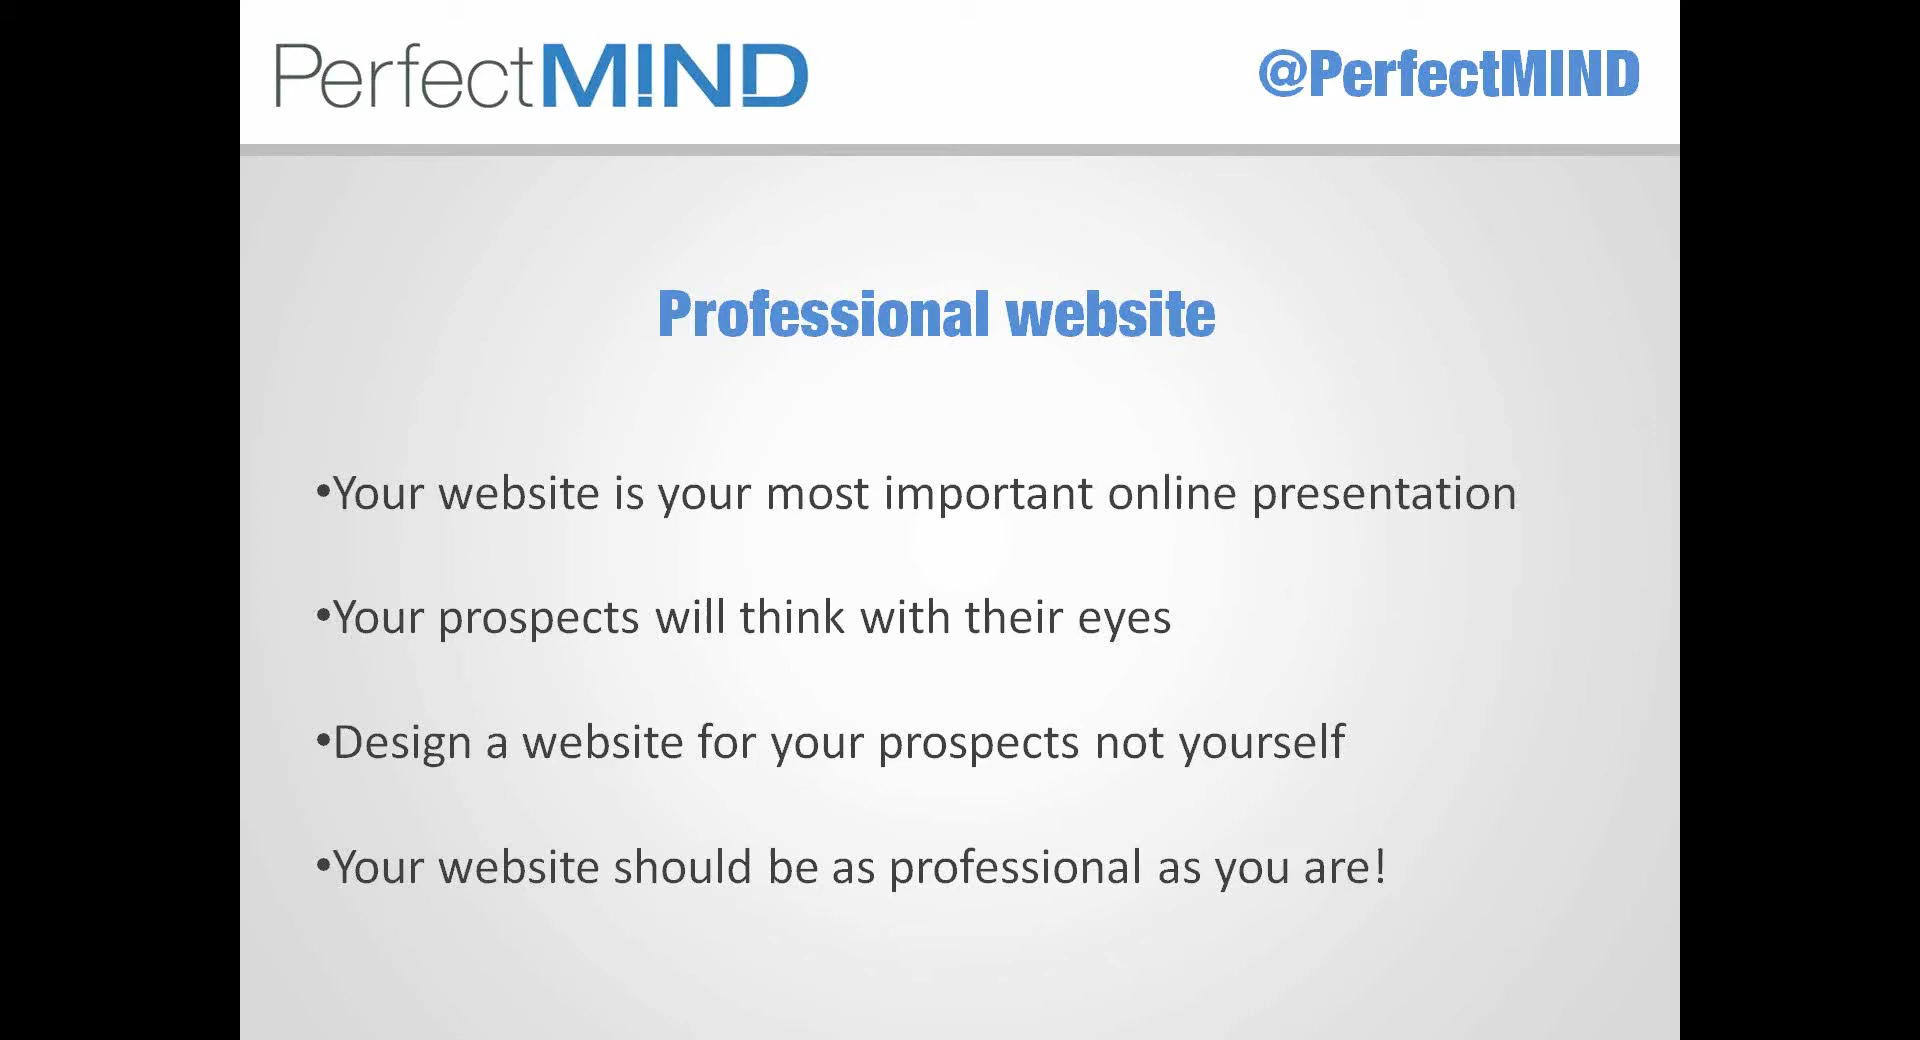 PerfectMIND
@PerfectMIND
Professional website
•Your website is your most important online presentation
•Your prospects will think with their eyes
•Design a website for your prospects not yourself
•Your website should be as professional as you are!